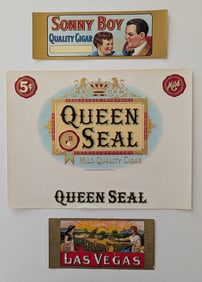 SONNY BOY
QUALITY CIGAR
5¢
Mild
QUEEN
SEAL
MILD QUALITY CIGAR
QUEEN SEAL
LAS VEGAS